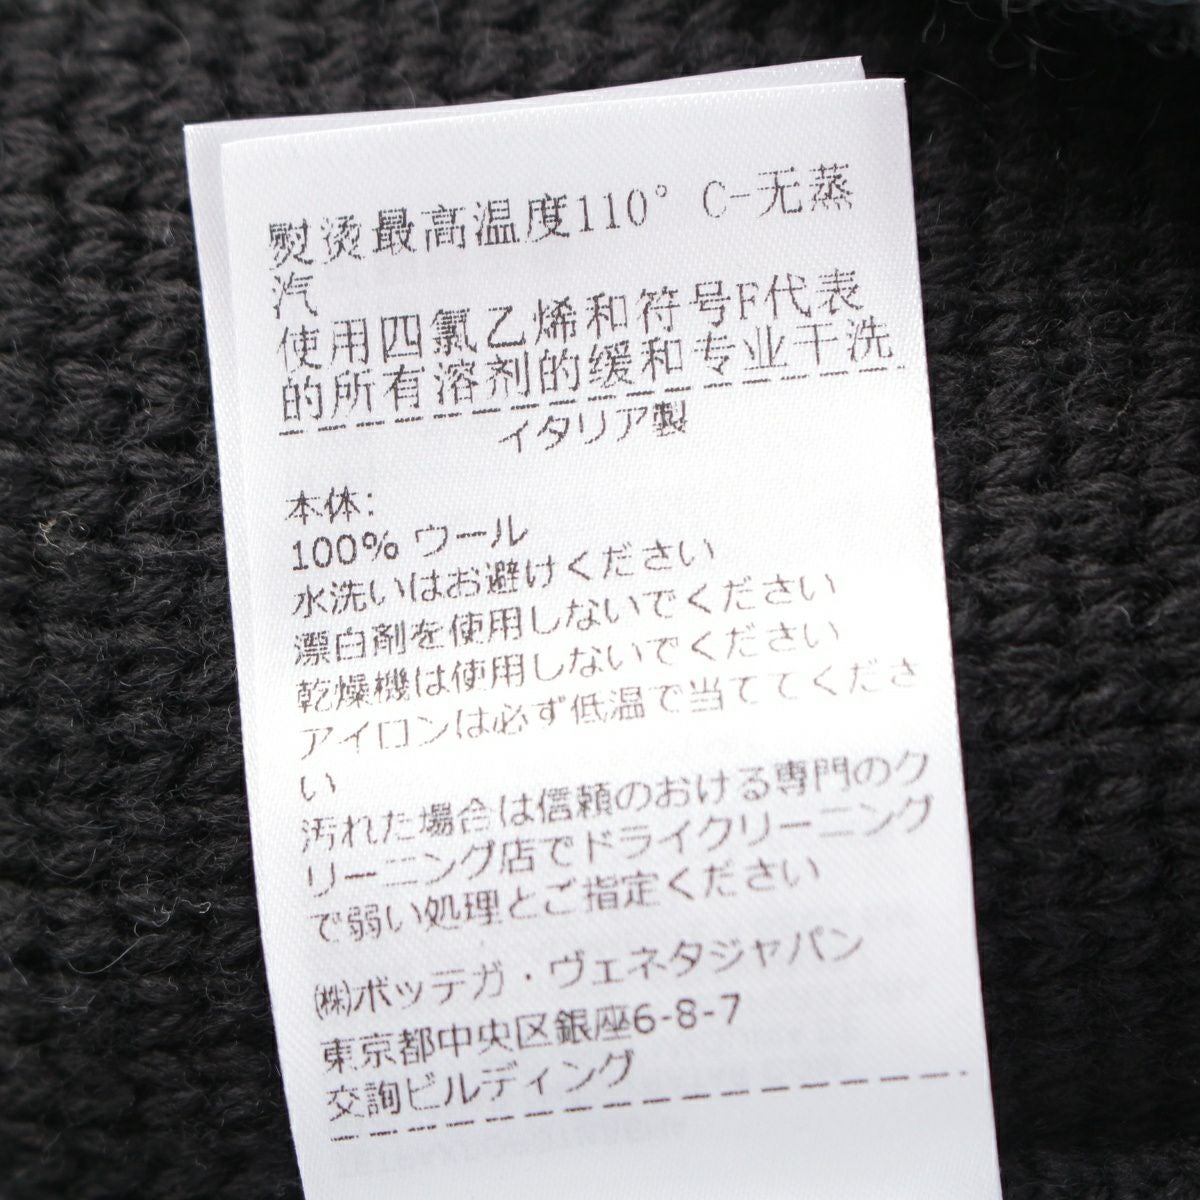 熨烫最高温度110°C-无蒸
汽
使用四氯乙烯和符号F代表
的所有溶剂的缓和专业干洗
イタリア製
本体:
100% ウール
水洗いはお避けください
漂白剤を使用しないでください
乾燥機は使用しないでください
アイロンは必ず低温で当ててくださ
い
汚れた場合は信頼のおける専門のク
リーニング店でドライクリーニング
で弱い処理とご指定ください
㈱ボッテガ・ヴェネタジャパン
東京都中央区銀座6-8-7
交詢ビルディング